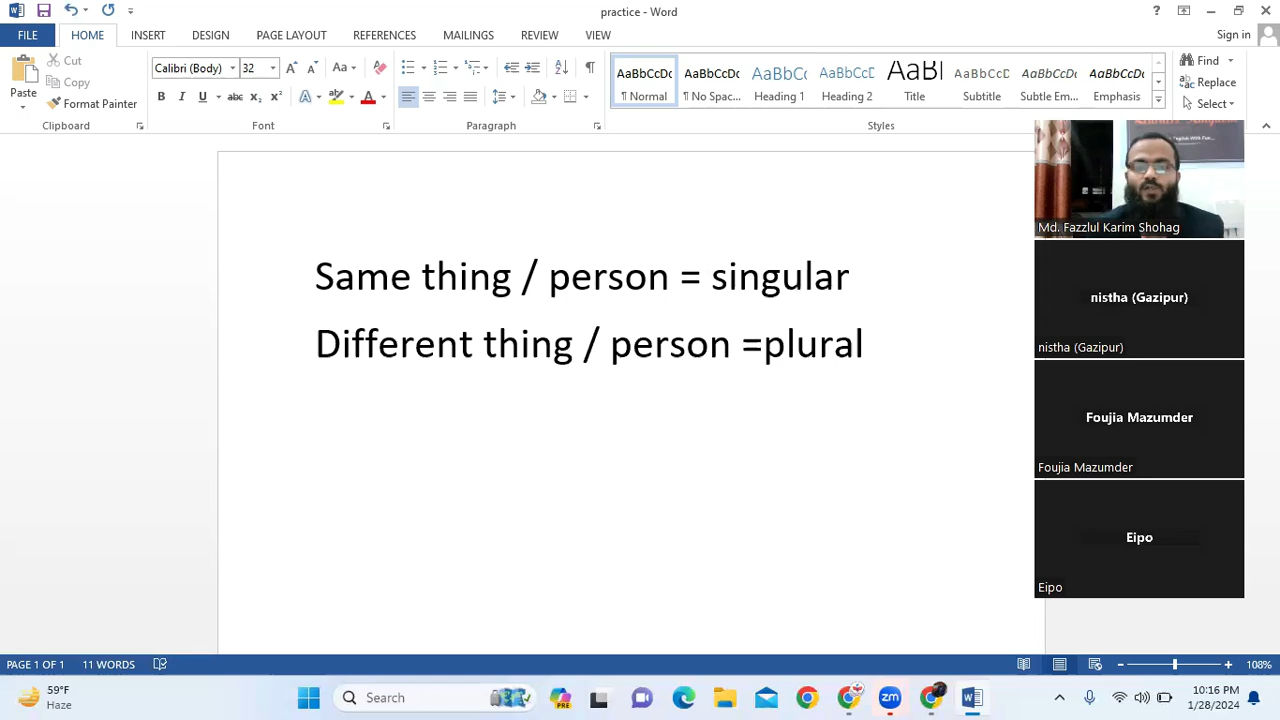 practice - Word
?
FILE HOME INSERT DESIGN PAGE LAYOUT REFERENCES MAILINGS REVIEW VIEW Sign in
Paste
Cut
Copy
Format Painter
Clipboard
Calibri (Body) 32
Font
Paragraph
AaBbCcDc AaBbCcDc AaBbCc AaBbCcD AaBl AaBbCcD AaBbCcDc AaBbCcDc
¶ Normal ¶ No Spac... Heading 1 Heading 2 Title Subtitle Subtle Em... Emphasis
Styles
Find
Replace
Select
Md. Fazzlul Karim Shohag
Same thing / person = singular
Different thing / person =plural
nistha (Gazipur)
nistha (Gazipur)
Foujia Mazumder
Foujia Mazumder
Eipo
Eipo
PAGE 1 OF 1 11 WORDS 108%
59°F
Haze
Search
PRE
zm
10:16 PM
1/28/2024